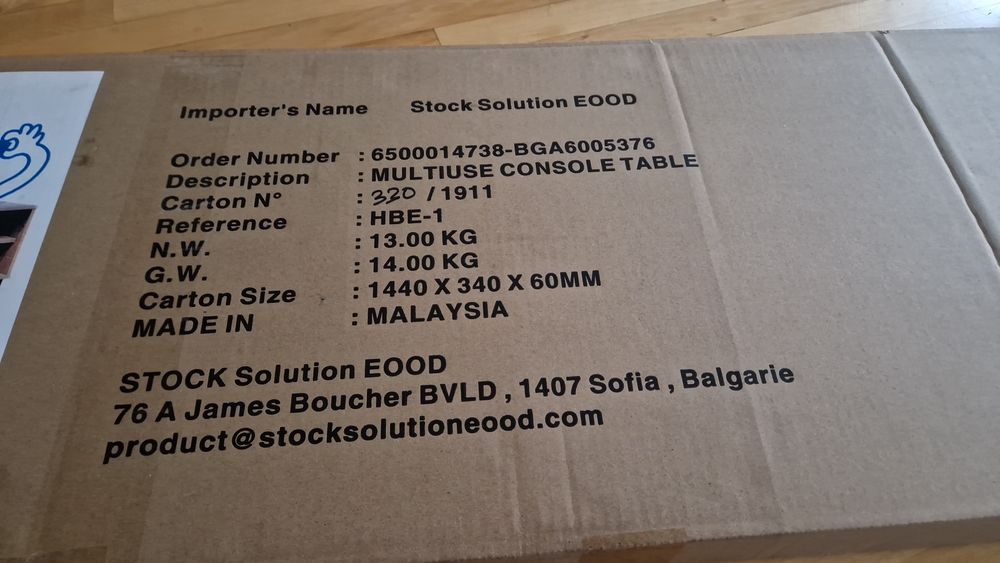 Importer's Name Stock Solution EOOD
Order Number : 6500014738-BGA6005376
Description : MULTIUSE CONSOLE TABLE
Carton N° : 320 / 1911
Reference : HBE-1
N.W. : 13.00 KG
G.W. : 14.00 KG
Carton Size : 1440 X 340 X 60MM
MADE IN : MALAYSIA
STOCK Solution EOOD
76 A James Boucher BVLD , 1407 Sofia , Balgarie
product@stocksolutioneood.com